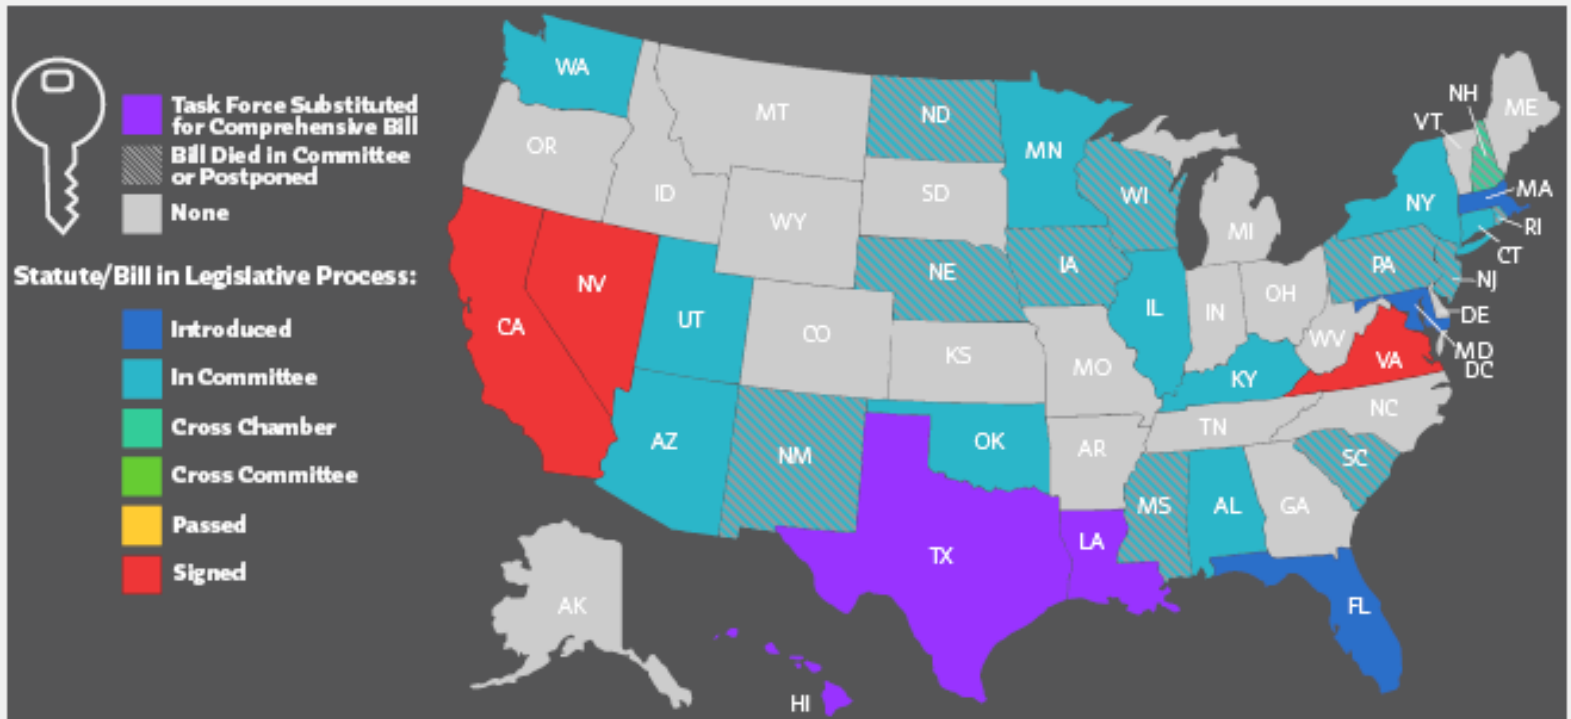 Task Force Substituted
for Comprehensive Bill
Bill Died in Committee
or Postponed
None
Statute/Bill in Legislative Process:
Introduced
In Committee
Cross Chamber
Cross Committee
Passed
Signed
WA
OR
MT
ID
WY
ND
SD
MN
WI
MI
NE
IA
CA
NV
UT
CO
KS
MO
IL
IN
OH
WV
KY
VA
AZ
NM
OK
AR
TN
NC
SC
MS
AL
GA
TX
LA
FL
AK
HI
ME
NH
VT
NY
MA
RI
CT
PA
NJ
DE
MD
DC